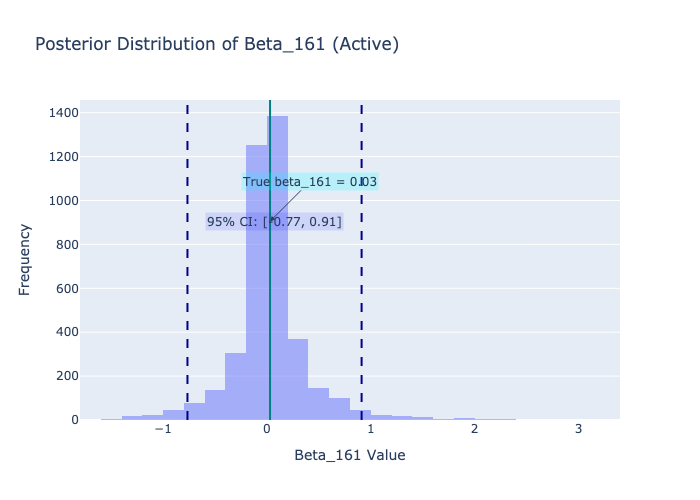 Posterior Distribution of Beta_161 (Active)
1400
1200
1000
800
600
400
200
0
Frequency
True beta_161 = 0.03
95% CI: [-0.77, 0.91]
−1
0
1
2
3
Beta_161 Value